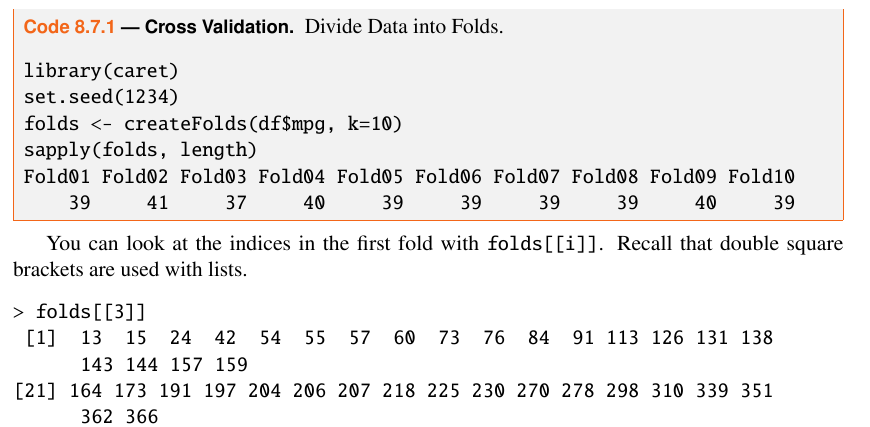 Code 8.7.1 — Cross Validation. Divide Data into Folds.
library(caret)
set.seed(1234)
folds <- createFolds(df$mpg, k=10)
sapply(folds, length)
Fold01 Fold02 Fold03 Fold04 Fold05 Fold06 Fold07 Fold08 Fold09 Fold10
39 41 37 40 39 39 39 39 40 39
You can look at the indices in the first fold with folds[[i]]. Recall that double square
brackets are used with lists.
> folds[[3]]
[1] 13 15 24 42 54 55 57 60 73 76 84 91 113 126 131 138
143 144 157 159
[21] 164 173 191 197 204 206 207 218 225 230 270 278 298 310 339 351
362 366